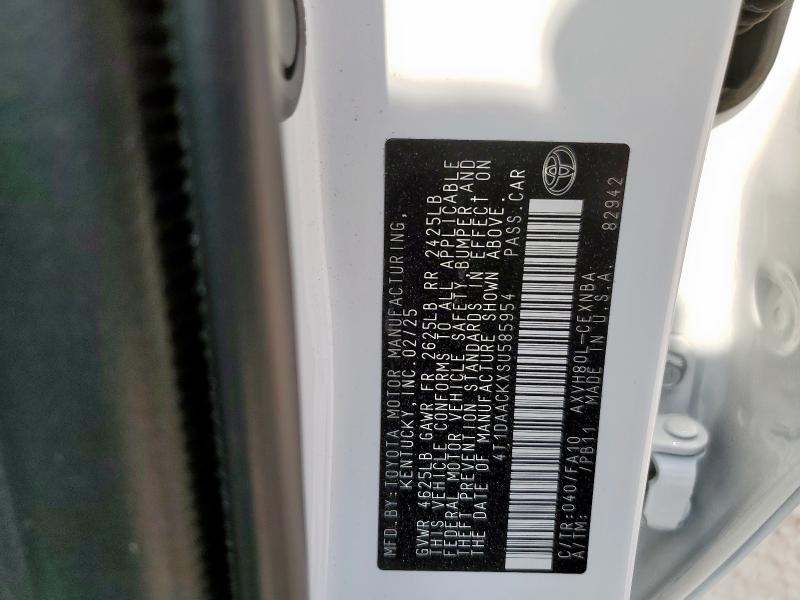 MFD.BY:TOYOTA MOTOR MANUFACTURING,
KENTUCKY, INC.02/25
GVWR 4625LB GAWR FR 2625LB RR 2425LB
THIS VEHICLE CONFORMS TO ALL APPLICABLE
FEDERAL MOTOR VEHICLE SAFETY BUMPER AND
THEFT PREVENTION STANDARDS IN EFFECT ON
THE DATE OF MANUFACTURE SHOWN ABOVE.
4T1DAACKXSU585954 PASS.CAR
C/TR:040/FA10 AXVH80L-CEXNBA
A/TM: /PB11 MADE IN U.S.A. 82942